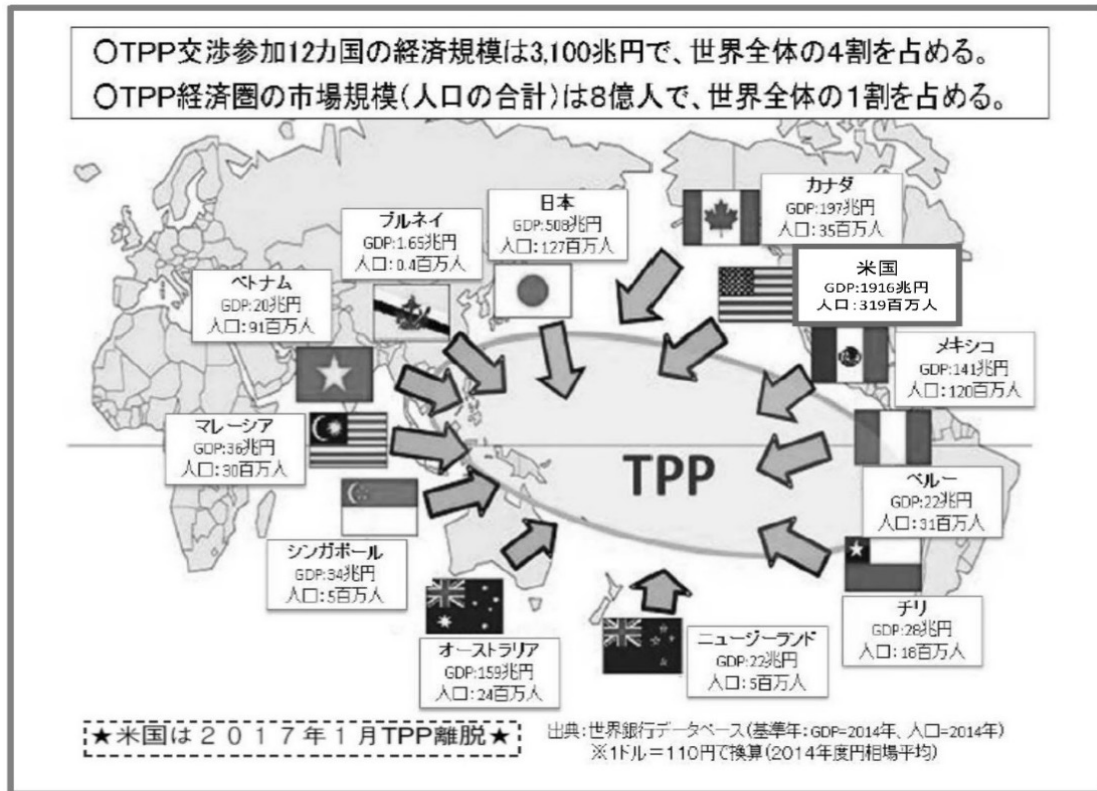 ○TPP交渉参加12カ国の経済規模は3,100兆円で、世界全体の4割を占める。
○TPP経済圏の市場規模(人口の合計)は8億人で、世界全体の1割を占める。
カナダ
GDP:197兆円
人口:35百万人
日本
GDP:508兆円
人口:127百万人
ブルネイ
GDP:1.65兆円
人口:0.4百万人
米国
GDP:1916兆円
人口:319百万人
ベトナム
GDP:20兆円
人口:91百万人
メキシコ
GDP:141兆円
人口:120百万人
マレーシア
GDP:36兆円
人口:30百万人
TPP
ペルー
GDP:22兆円
人口:31百万人
シンガポール
GDP:34兆円
人口:5百万人
チリ
GDP:28兆円
人口:18百万人
オーストラリア
GDP:159兆円
人口:24百万人
ニュージーランド
GDP:22兆円
人口:5百万人
★米国は2017年1月TPP離脱★
出典:世界銀行データベース(基準年:GDP=2014年、人口=2014年)
※1ドル=110円で換算(2014年度円相場平均)